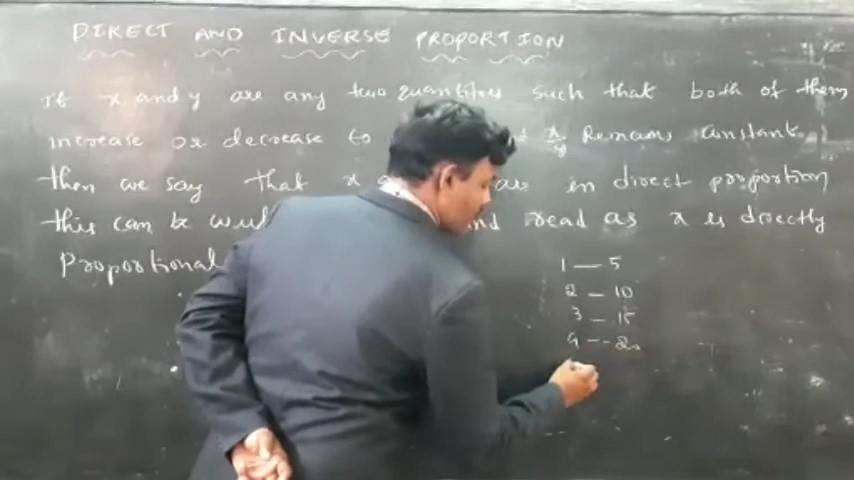 DIRECT AND INVERSE PROPORTION
If x and y are any two quantities such that both of them
increase or decrease to x/y Remains constant.
then we say that x are in direct proportion
this can be and read as x is directly
Proportional
1 — 5
2 — 10
3 — 15
4 — 20